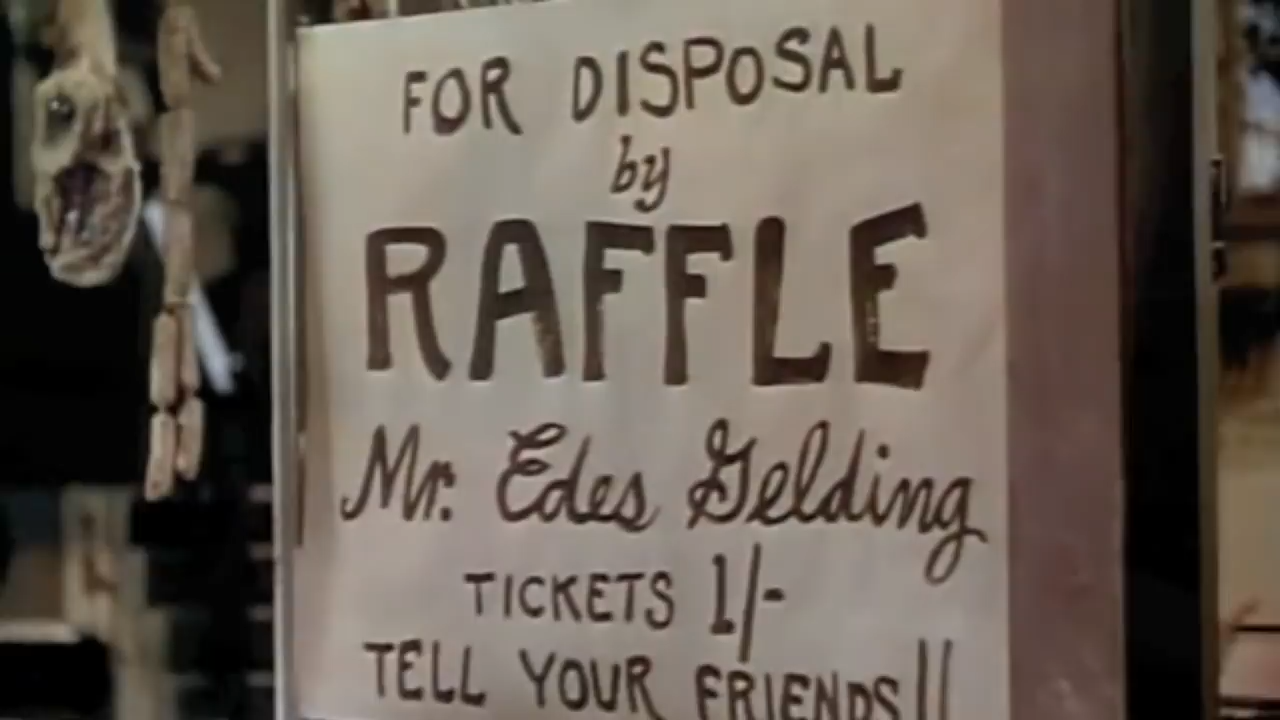 FOR DISPOSAL
by
RAFFLE
Mr. Edes Gelding
TICKETS 1/-
TELL YOUR FRIENDS!!